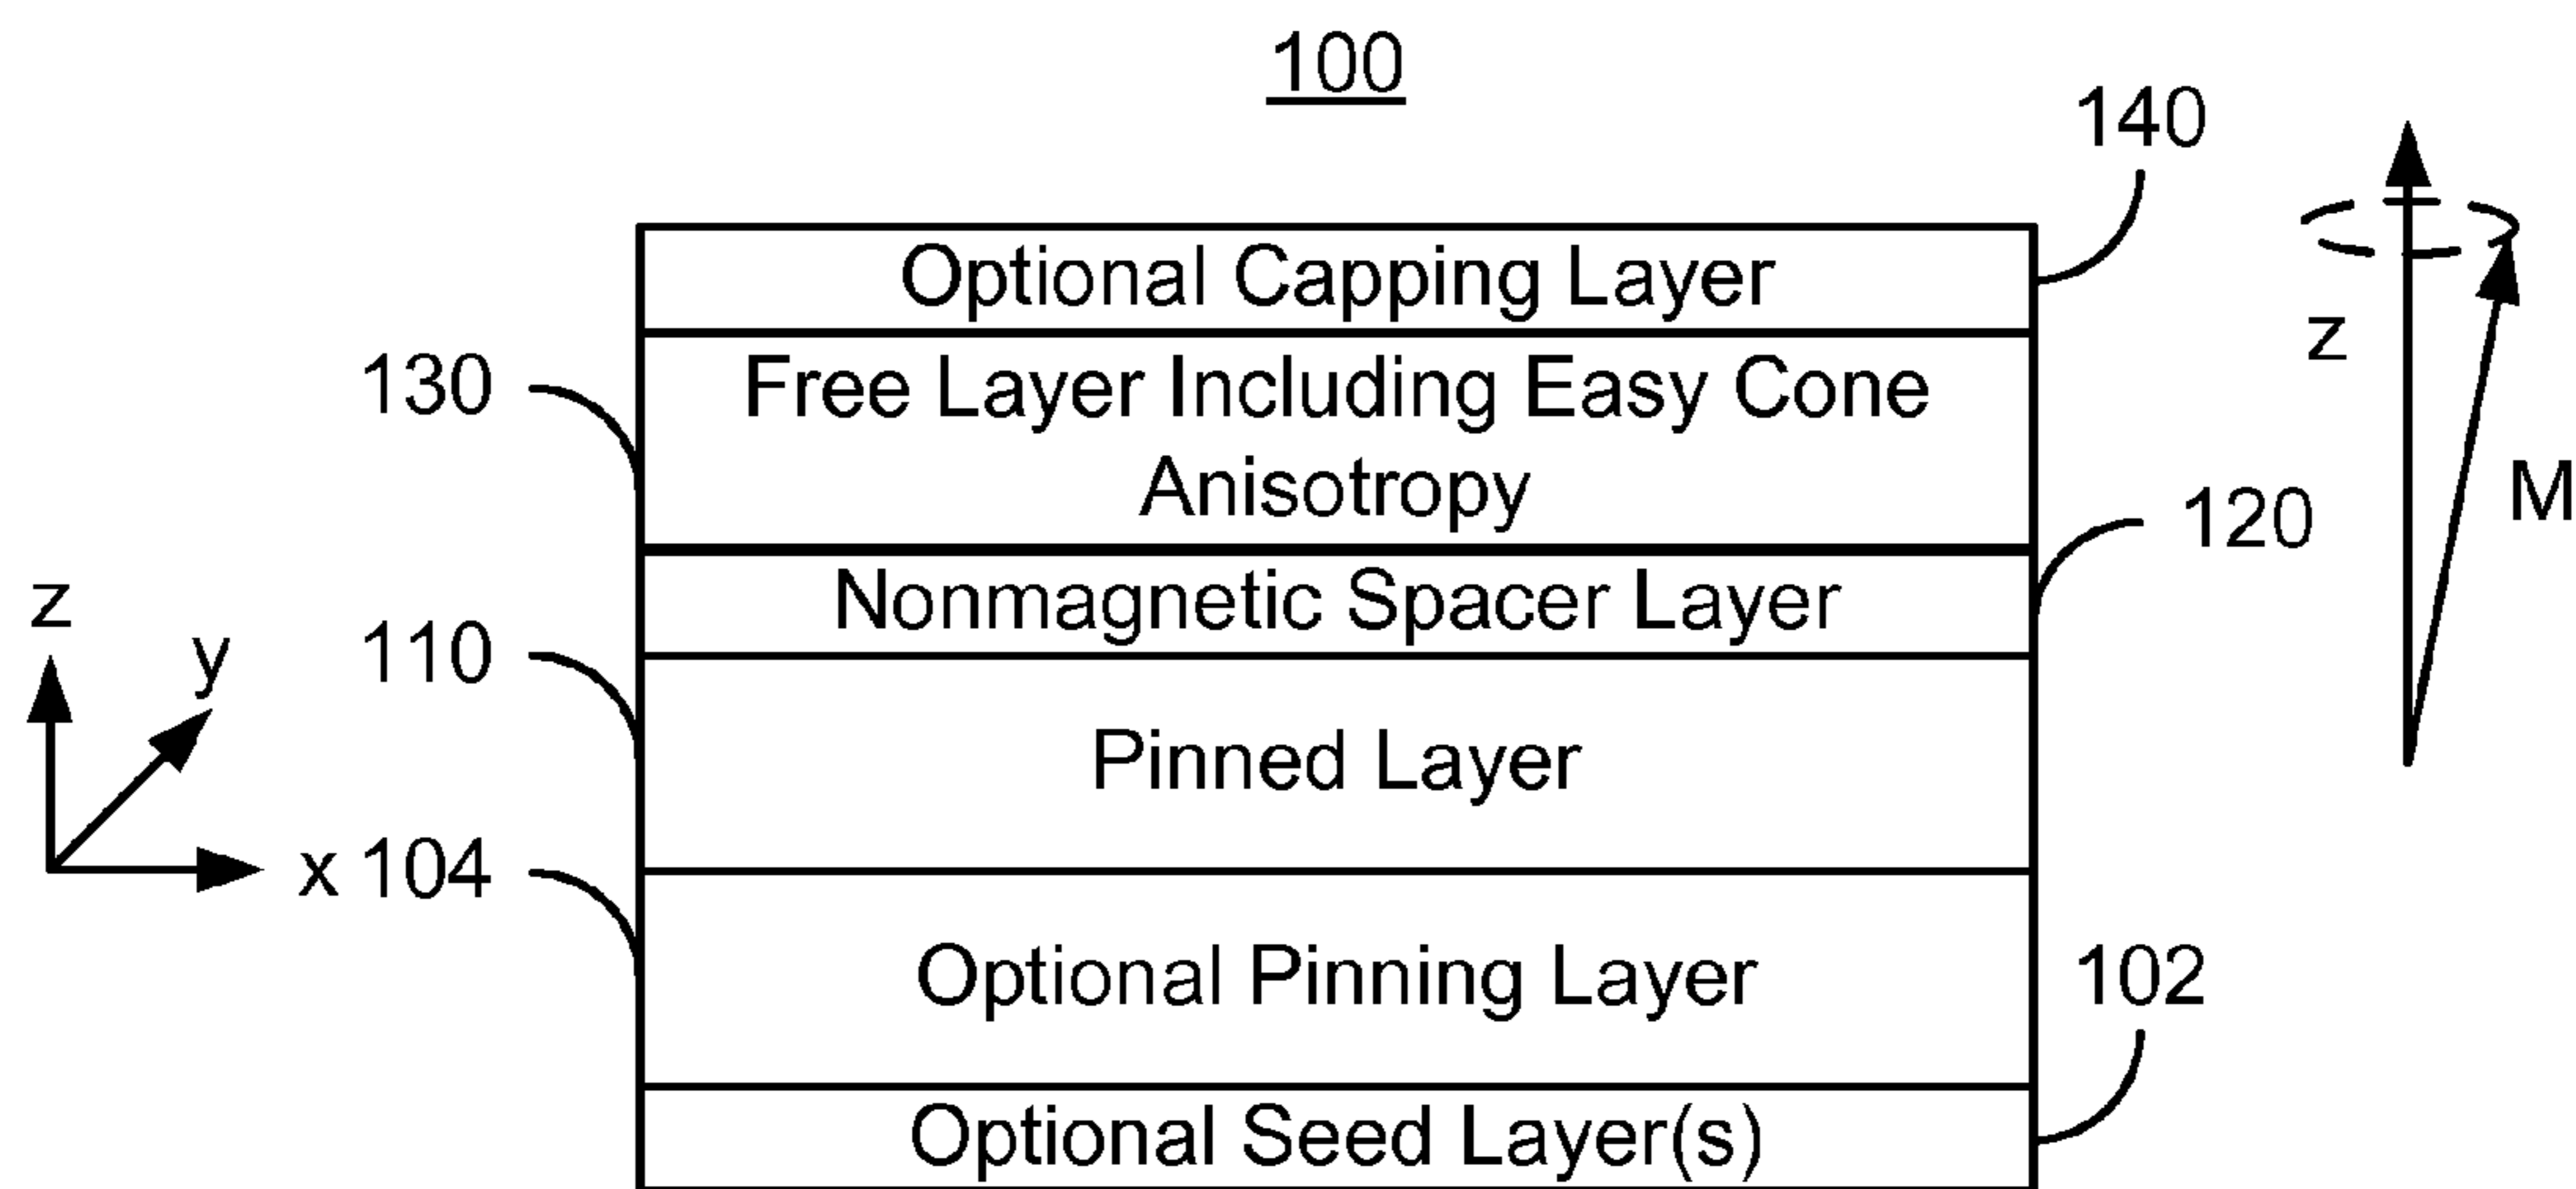 100
140
Optional Capping Layer
130
Free Layer Including Easy Cone
Anisotropy
z
M
120
Nonmagnetic Spacer Layer
z
y
110
Pinned Layer
x
104
Optional Pinning Layer
102
Optional Seed Layer(s)